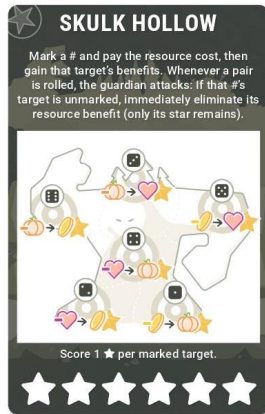 SKULK HOLLOW
Mark a # and pay the resource cost, then
gain that target's benefits. Whenever a pair
is rolled, the guardian attacks: If that #'s
target is unmarked, immediately eliminate its
resource benefit (only its star remains).
Score 1 ★ per marked target.